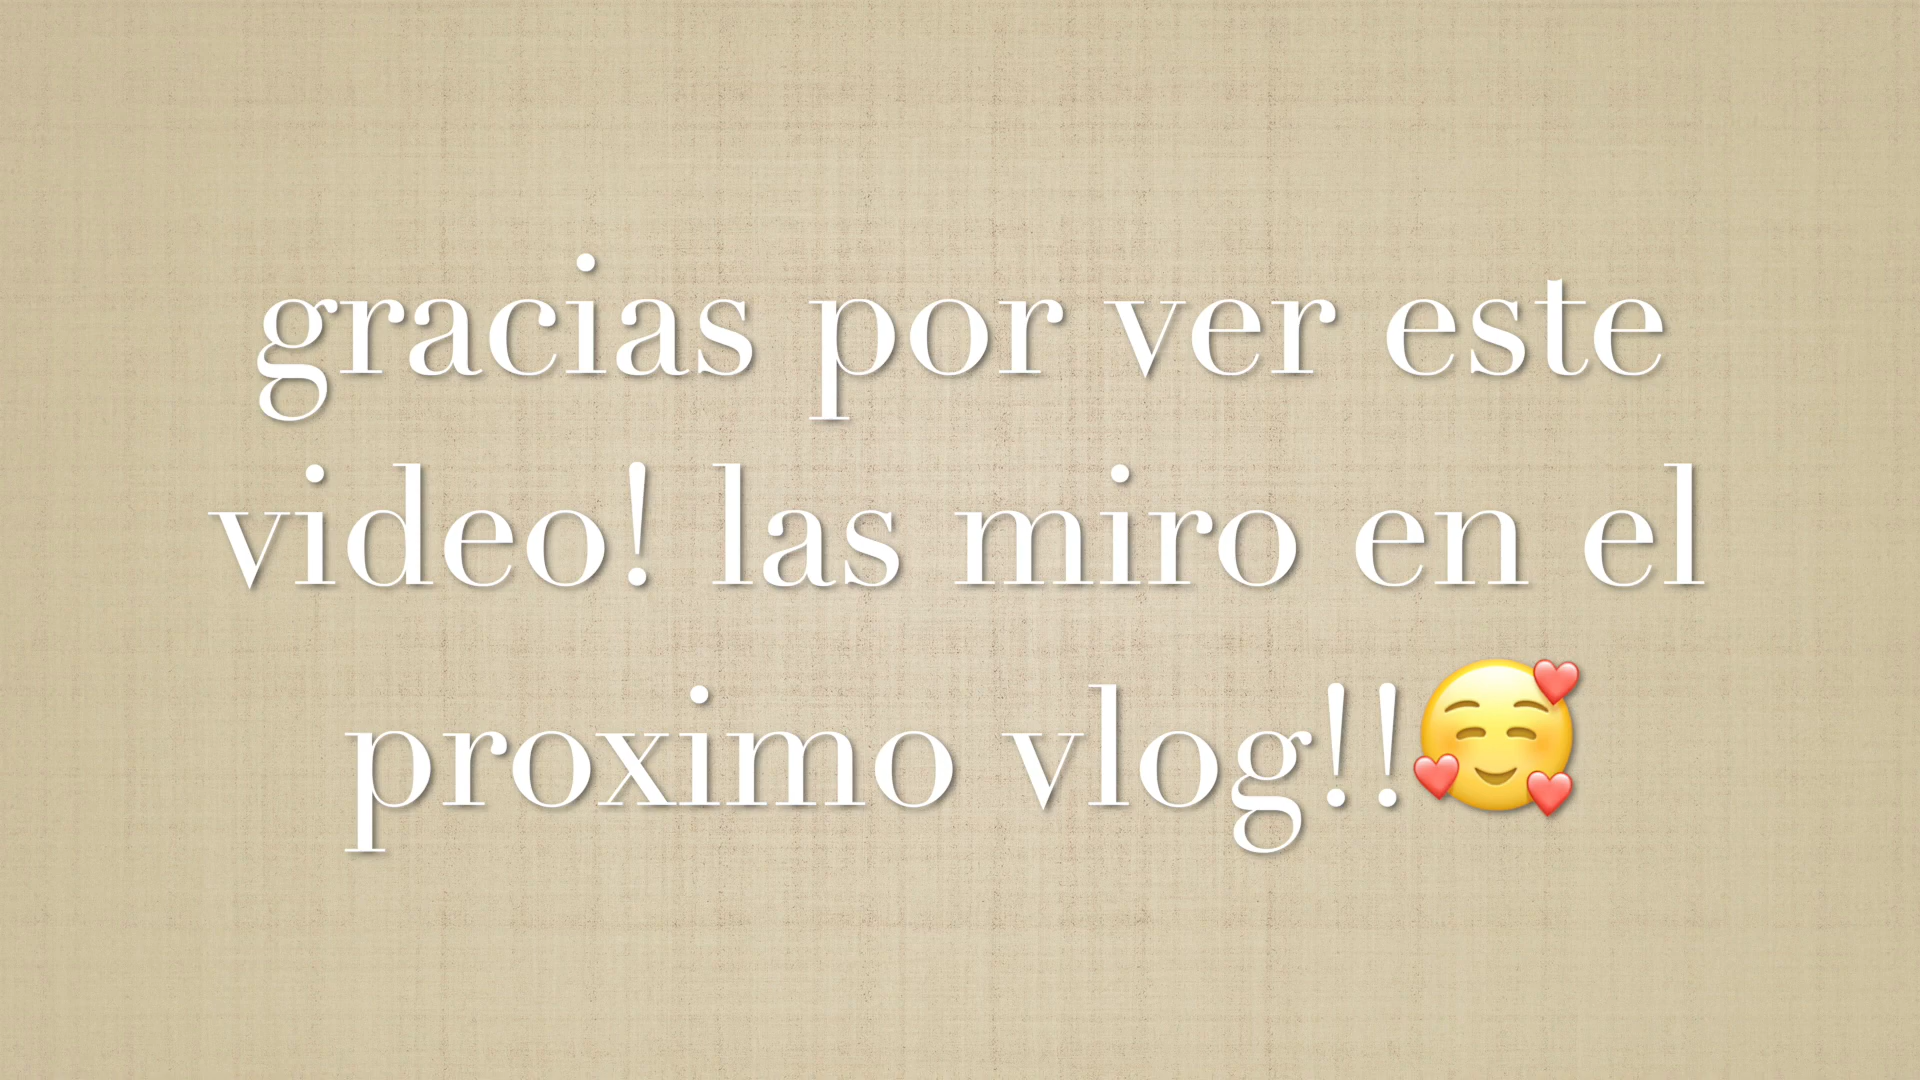 gracias por ver este
video! las miro en el
proximo vlog!!🥰